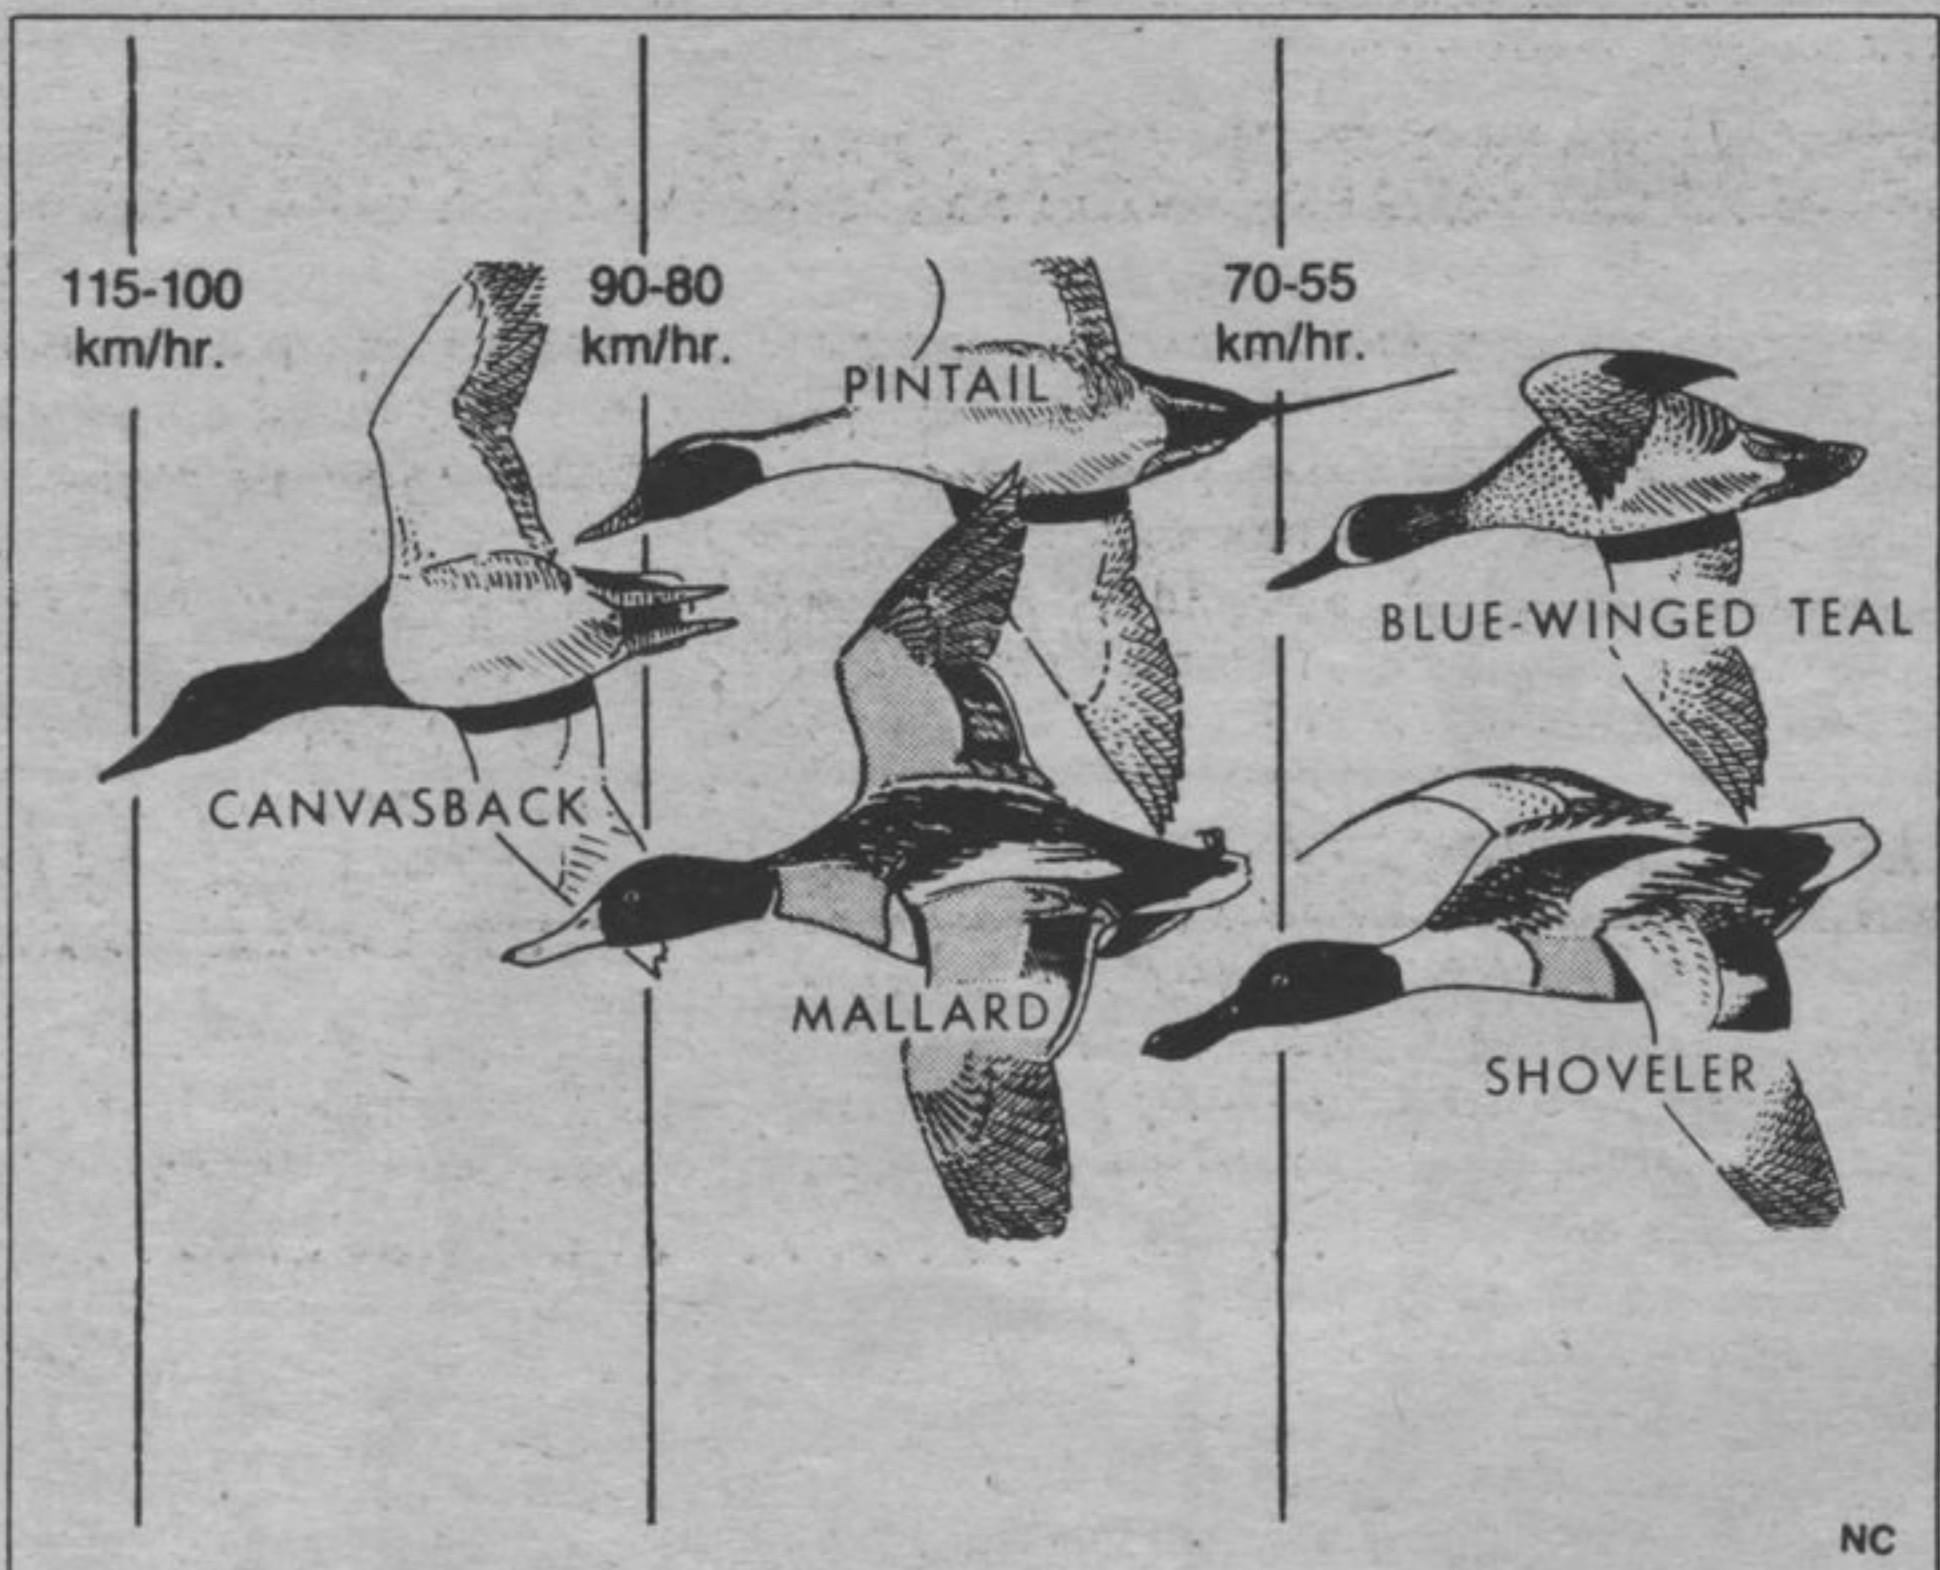 115-100
km/hr.
90-80
km/hr.
70-55
km/hr.
PINTAIL
BLUE-WINGED TEAL
CANVASBACK
MALLARD
SHOVELER
NC